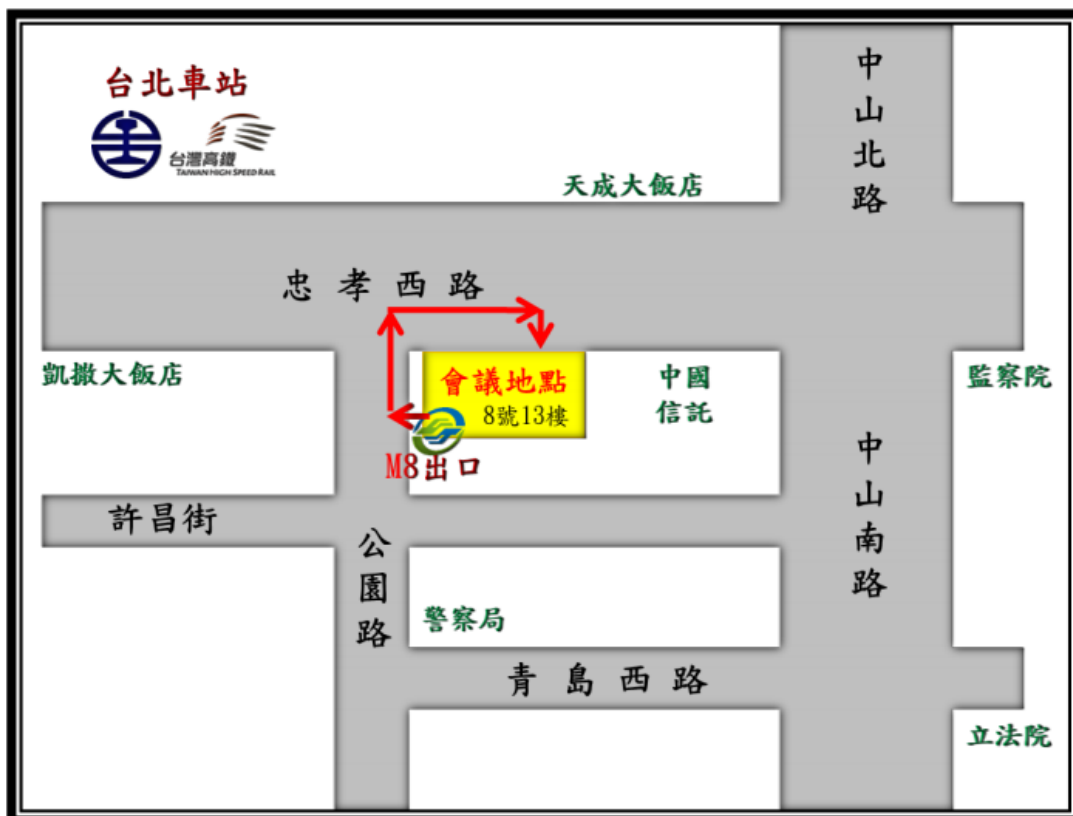 台北車站
台灣高鐵
TAIWAN HIGH SPEED RAIL
中山北路
天成大飯店
忠孝西路
凱撒大飯店
會議地點
8號13樓
中國
信託
監察院
M8出口
中山南路
許昌街
公園路
警察局
青島西路
立法院